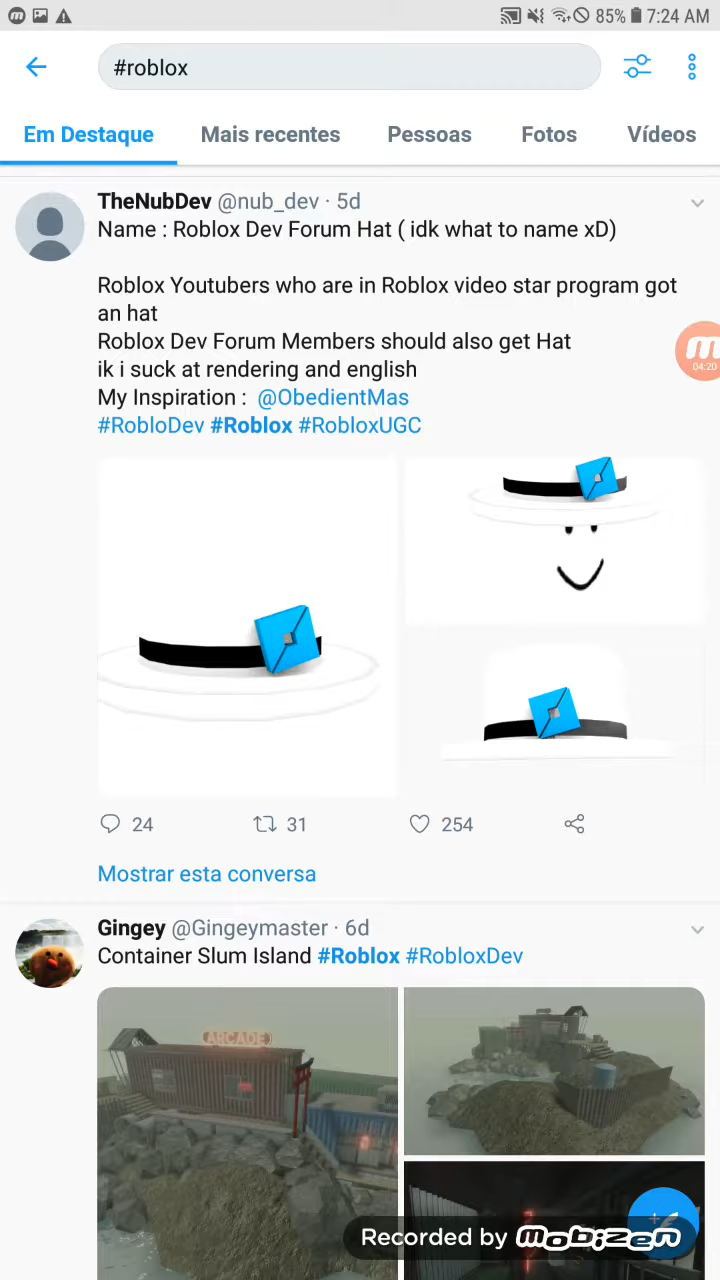 85% 7:24 AM
#roblox
Em Destaque Mais recentes Pessoas Fotos Vídeos
TheNubDev @nub_dev · 5d
Name : Roblox Dev Forum Hat ( idk what to name xD)
Roblox Youtubers who are in Roblox video star program got
an hat
Roblox Dev Forum Members should also get Hat
ik i suck at rendering and english
My Inspiration : @ObedientMas
#RobloDev #Roblox #RobloxUGC
04:20
24 31 254
Mostrar esta conversa
Gingey @Gingeymaster · 6d
Container Slum Island #Roblox #RobloxDev
ARCADE
Recorded by mobizen